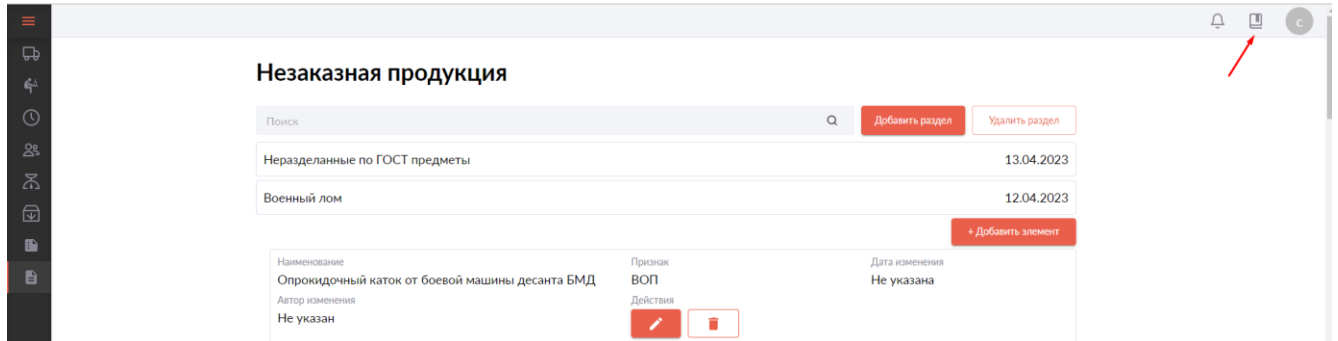 с
Незаказная продукция
Поиск
Добавить раздел
Удалить раздел
Неразделанные по ГОСТ предметы 13.04.2023
Военный лом 12.04.2023
+ Добавить элемент
Наименование Признак Дата изменения
Опрокидочный каток от боевой машины десанта БМД ВОП Не указана
Автор изменения Действия
Не указан